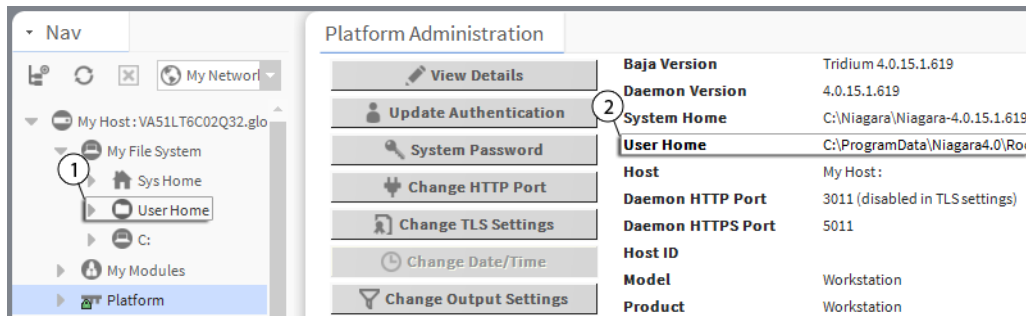 Nav
My Networ
My Host : VA51LT6C02Q32.glo
My File System
1
Sys Home
User Home
C:
My Modules
Platform
Platform Administration
View Details
Update Authentication
System Password
Change HTTP Port
Change TLS Settings
Change Date/Time
Change Output Settings
2
Baja Version Tridium 4.0.15.1.619
Daemon Version 4.0.15.1.619
System Home C:\Niagara\Niagara-4.0.15.1.619
User Home C:\ProgramData\Niagara4.0\Roo
Host My Host :
Daemon HTTP Port 3011 (disabled in TLS settings)
Daemon HTTPS Port 5011
Host ID
Model Workstation
Product Workstation